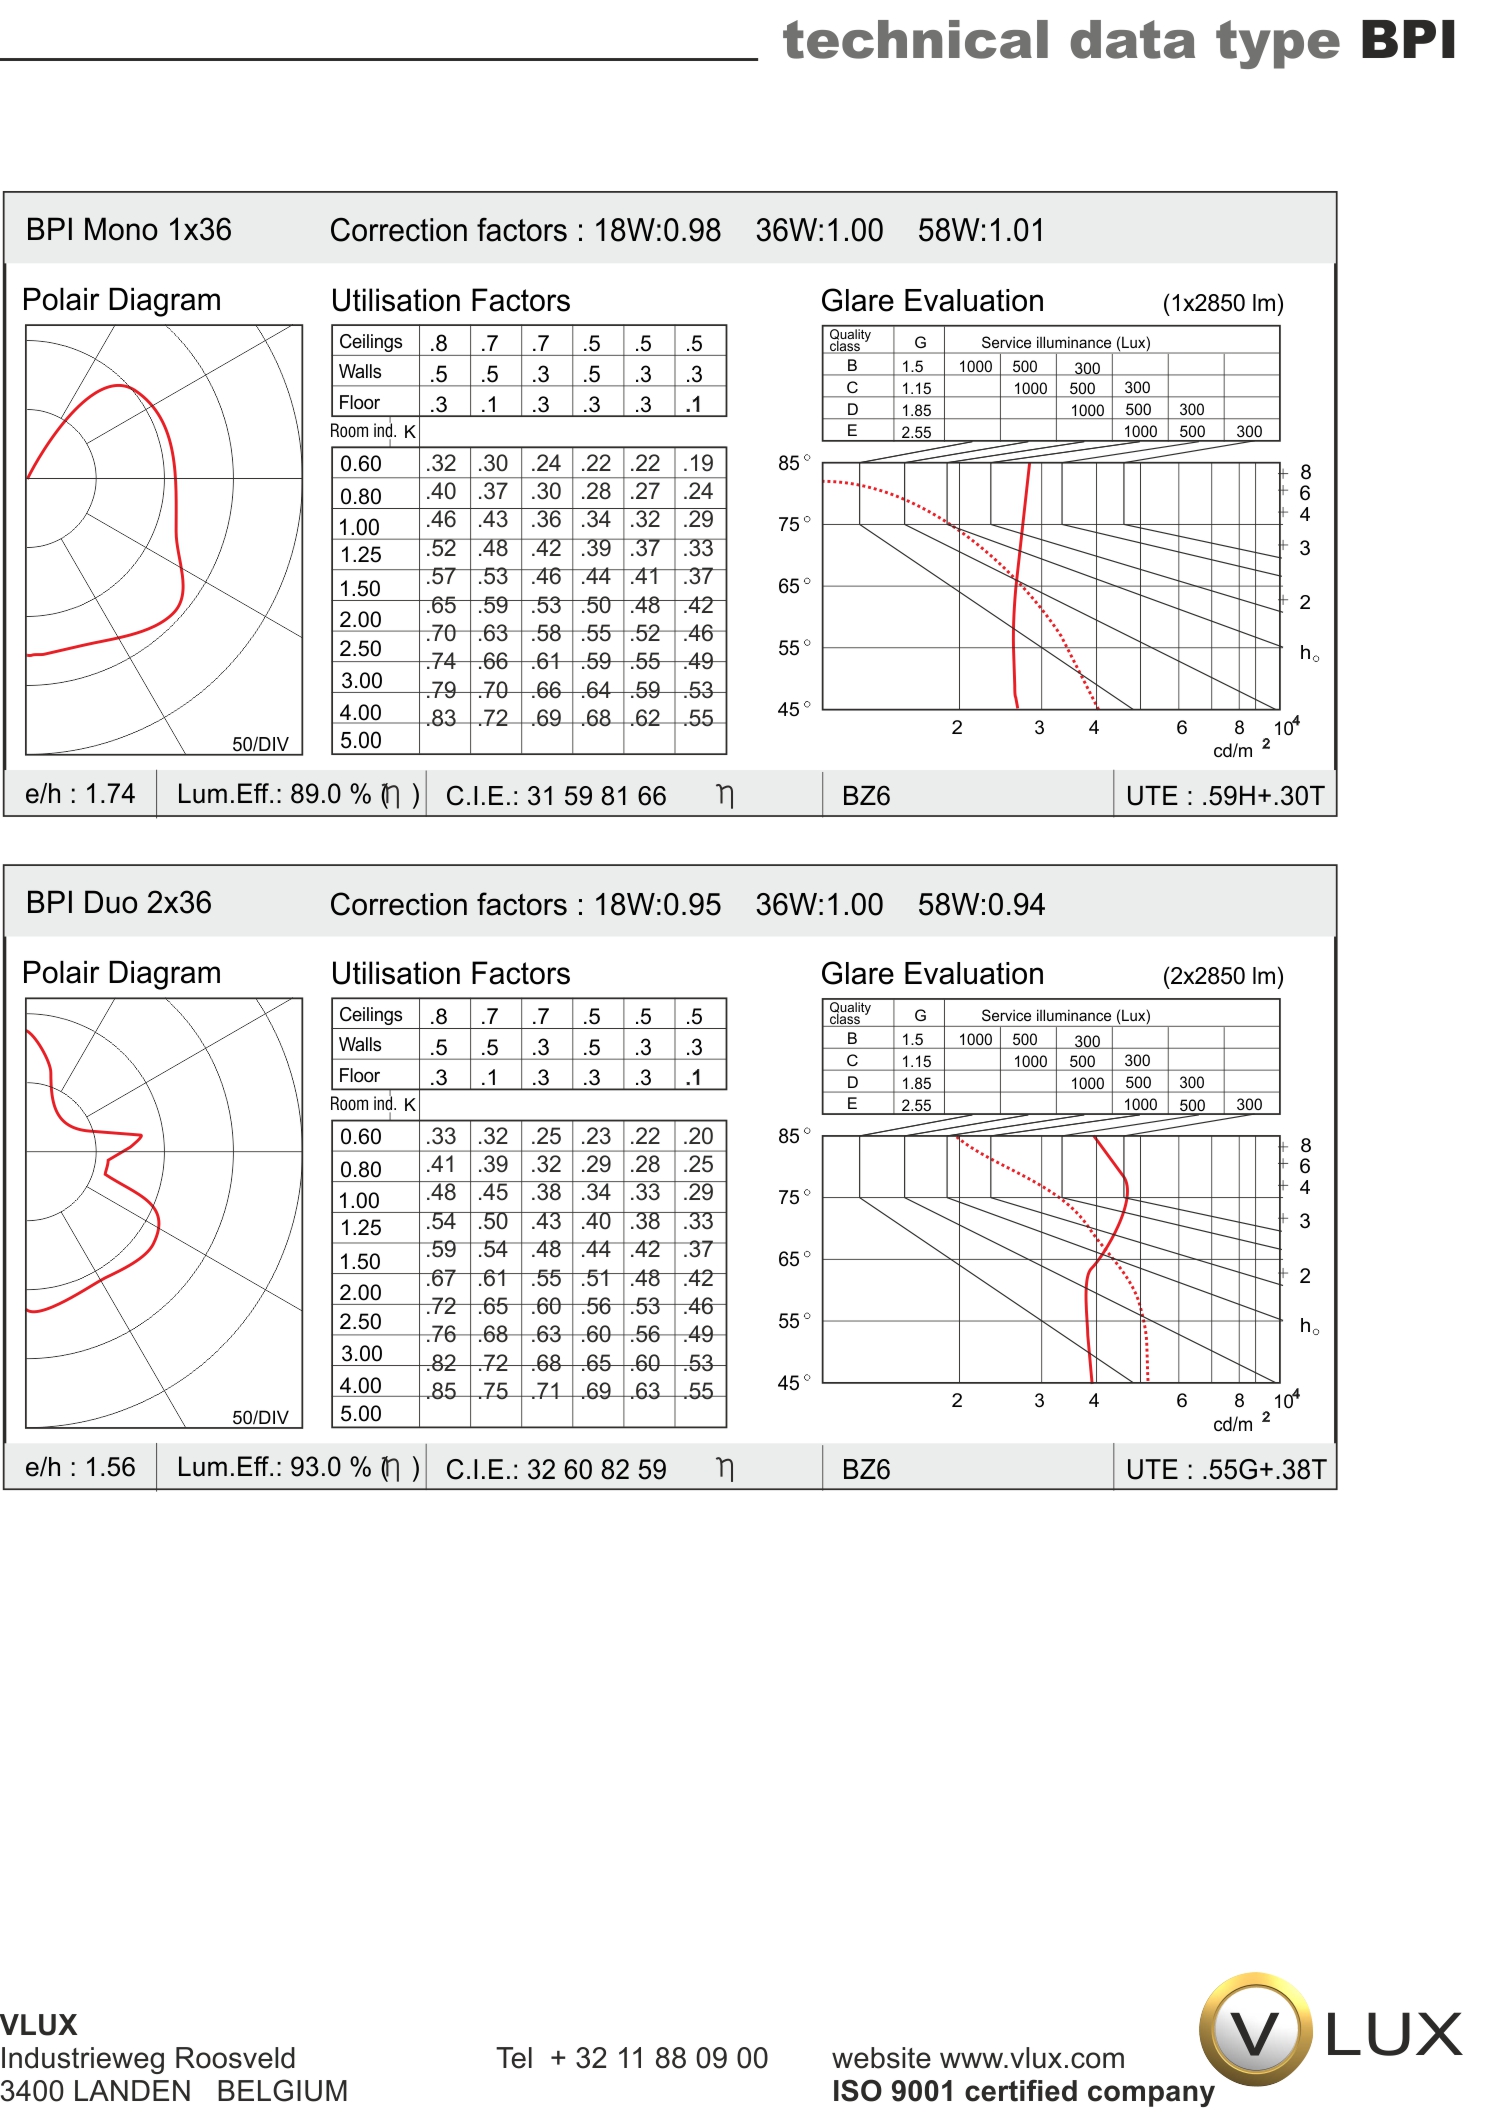 technical data type BPI
BPI Mono 1x36 Correction factors : 18W:0.98 36W:1.00 58W:1.01
Polair Diagram Utilisation Factors Glare Evaluation (1x2850 lm)
50/DIV
Ceilings .8 .7 .7 .5 .5 .5
Walls .5 .5 .3 .5 .3 .3
Floor .3 .1 .3 .3 .3 .1
Room ind. K
0.60 .32 .30 .24 .22 .22 .19
0.80 .40 .37 .30 .28 .27 .24
1.00 .46 .43 .36 .34 .32 .29
1.25 .52 .48 .42 .39 .37 .33
1.50 .57 .53 .46 .44 .41 .37
2.00 .65 .59 .53 .50 .48 .42
2.50 .70 .63 .58 .55 .52 .46
3.00 .74 .66 .61 .59 .55 .49
4.00 .79 .70 .66 .64 .59 .53
5.00 .83 .72 .69 .68 .62 .55
Quality class G Service illuminance (Lux)
B 1.5 1000 500 300
C 1.15 1000 500 300
D 1.85 1000 500 300
E 2.55 1000 500 300
85° 8
6
75° 4
3
65° 2
55° h₀
45°
2 3 4 6 8 10⁴
cd/m²
e/h : 1.74 Lum.Eff.: 89.0 % (η) C.I.E.: 31 59 81 66 η BZ6 UTE : .59H+.30T
BPI Duo 2x36 Correction factors : 18W:0.95 36W:1.00 58W:0.94
Polair Diagram Utilisation Factors Glare Evaluation (2x2850 lm)
50/DIV
Ceilings .8 .7 .7 .5 .5 .5
Walls .5 .5 .3 .5 .3 .3
Floor .3 .1 .3 .3 .3 .1
Room ind. K
0.60 .33 .32 .25 .23 .22 .20
0.80 .41 .39 .32 .29 .28 .25
1.00 .48 .45 .38 .34 .33 .29
1.25 .54 .50 .43 .40 .38 .33
1.50 .59 .54 .48 .44 .42 .37
2.00 .67 .61 .55 .51 .48 .42
2.50 .72 .65 .60 .56 .53 .46
3.00 .76 .68 .63 .60 .56 .49
4.00 .82 .72 .68 .65 .60 .53
5.00 .85 .75 .71 .69 .63 .55
Quality class G Service illuminance (Lux)
B 1.5 1000 500 300
C 1.15 1000 500 300
D 1.85 1000 500 300
E 2.55 1000 500 300
85° 8
6
75° 4
3
65° 2
55° h₀
45°
2 3 4 6 8 10⁴
cd/m²
e/h : 1.56 Lum.Eff.: 93.0 % (η) C.I.E.: 32 60 82 59 η BZ6 UTE : .55G+.38T
VLUX
Industrieweg Roosveld Tel + 32 11 88 09 00 website www.vlux.com
3400 LANDEN BELGIUM ISO 9001 certified company
V LUX